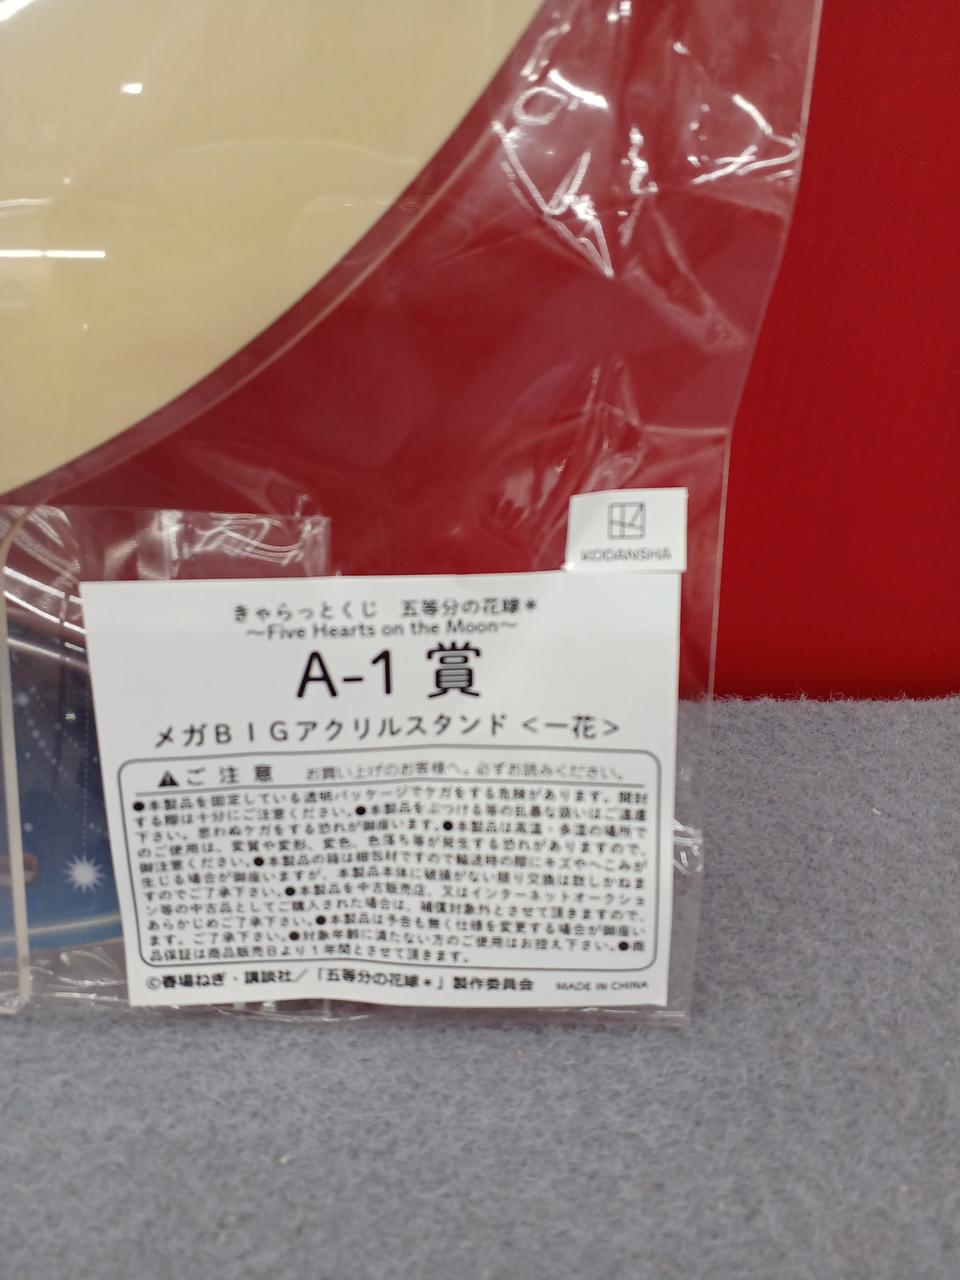 KODANSHA
きゃらっとくじ 五等分の花嫁*
~Five Hearts on the Moon~
A-1 賞
メガBIGアクリルスタンド <一花>
⚠ご注意 お買い上げのお客様へ。必ずお読みください。
●本製品を固定している透明パッケージでケガをする危険があります。開封
する際は十分にご注意ください。●本製品をぶつける等の乱暴な扱いはご遠慮
下さい。思わぬケガをする恐れが御座います。●本製品は高温・多湿の場所で
のご使用は、変質や変形、変色、色落ち等が発生する恐れがありますので、
御注意ください。●本製品の箱は梱包材ですので輸送時の際にキズやへこみが
生じる場合が御座いますが、本製品本体に破損がない限り交換は致しかねま
すのでご了承下さい。●本製品を中古販売店、又はインターネットオークショ
ン等の中古品としてご購入された場合は、補償対象外とさせて頂きますので、
あらかじめご了承下さい。●本製品は予告も無く仕様を変更する場合が御座い
ます。ご了承下さい。●対象年齢に満たない方のご使用はお控え下さい。●商
品保証は商品販売日より1年間とさせて頂きます。
©春場ねぎ・講談社/「五等分の花嫁*」製作委員会 MADE IN CHINA